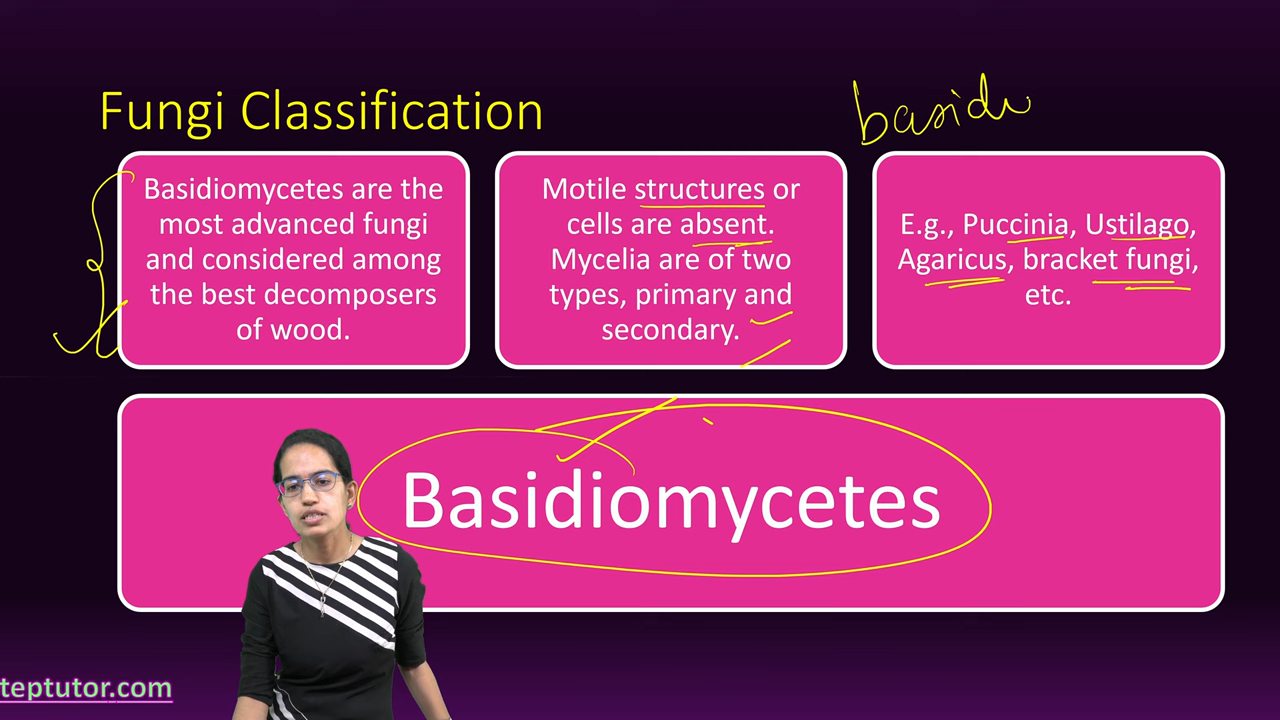 Fungi Classification
basidi
Basidiomycetes are the
most advanced fungi
and considered among
the best decomposers
of wood.
Motile structures or
cells are absent.
Mycelia are of two
types, primary and
secondary.
E.g., Puccinia, Ustilago,
Agaricus, bracket fungi,
etc.
Basidiomycetes
teptutor.com